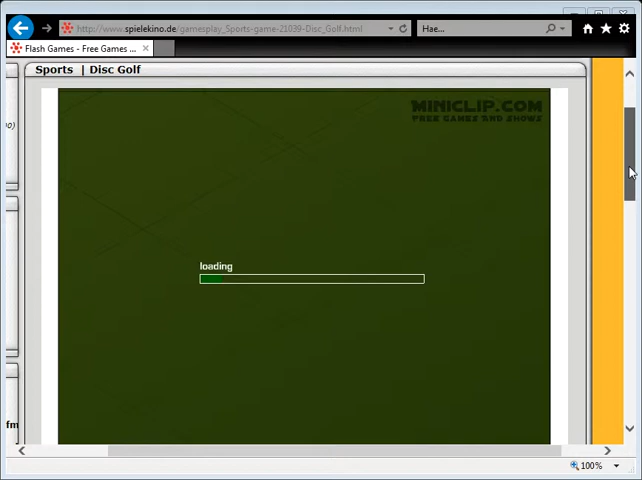 http://www.spielekino.de/gamesplay_Sports-game-21039-Disc_Golf.html
Hae...
Flash Games - Free Games ...
Sports | Disc Golf
MINICLIP.COM
FREE GAMES AND SHOWS
loading
fm
100%